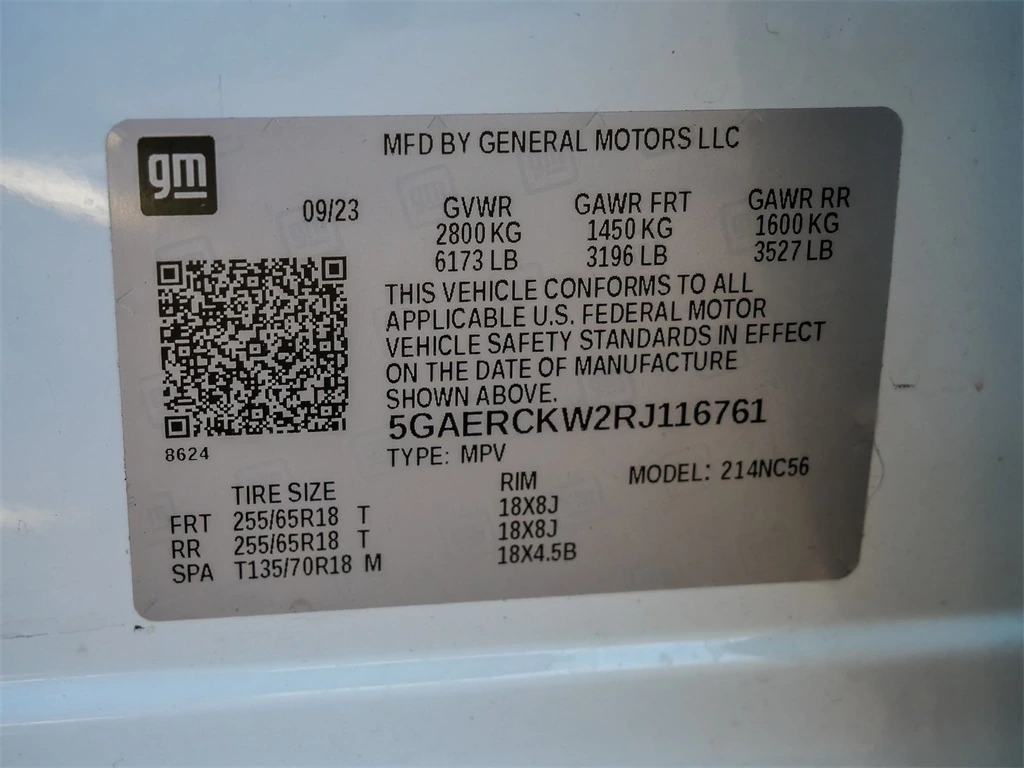 gm
MFD BY GENERAL MOTORS LLC
09/23 GVWR GAWR FRT GAWR RR
2800 KG 1450 KG 1600 KG
6173 LB 3196 LB 3527 LB
THIS VEHICLE CONFORMS TO ALL
APPLICABLE U.S. FEDERAL MOTOR
VEHICLE SAFETY STANDARDS IN EFFECT
ON THE DATE OF MANUFACTURE
SHOWN ABOVE.
5GAERCKW2RJ116761
8624
TYPE: MPV MODEL: 214NC56
TIRE SIZE RIM
FRT 255/65R18 T 18X8J
RR 255/65R18 T 18X8J
SPA T135/70R18 M 18X4.5B